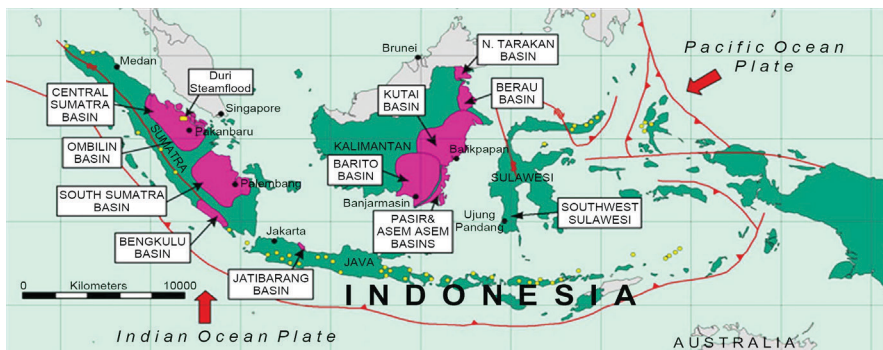 Brunei
N. TARAKAN
BASIN
Pacific Ocean
Plate
Medan
Duri
Steamflood
KUTAI
BASIN
BERAU
BASIN
CENTRAL
SUMATRA
BASIN
Singapore
Pakanbaru
OMBILIN
BASIN
SUMATRA
KALIMANTAN
Balikpapan
BARITO
BASIN
SULAWESI
SOUTH SUMATRA
BASIN
Palembang
Banjarmasin
PASIR&
ASEM ASEM
BASINS
Ujung
Pandang
SOUTHWEST
SULAWESI
BENGKULU
BASIN
Jakarta
JAVA
JATIBARANG
BASIN
0 Kilometers 10000
INDONESIA
Indian Ocean Plate
AUSTRALIA